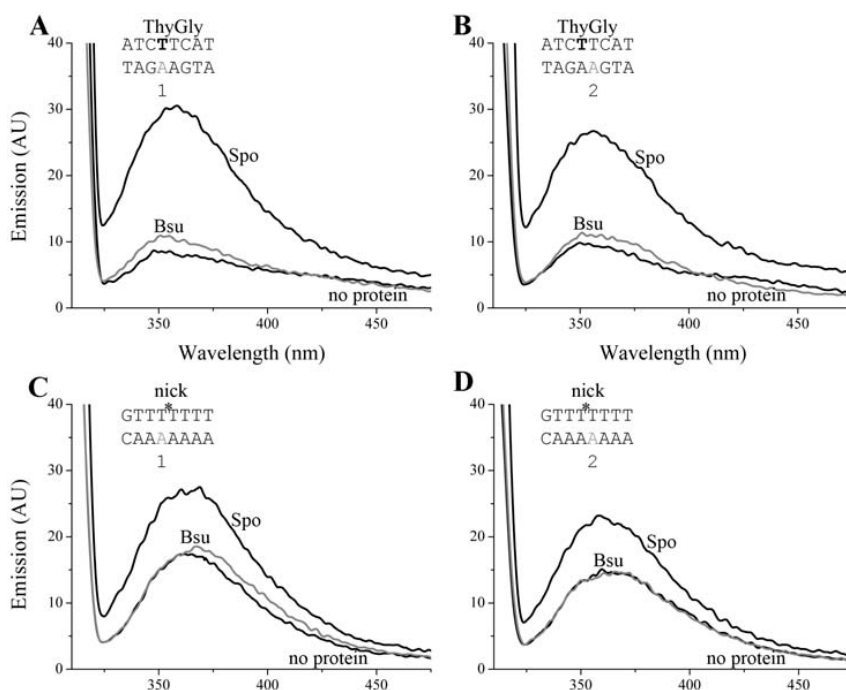 A
ThyGly
ATCTTCAT
TAGAAGTA
1
Emission (AU)
40
30
20
10
0
Spo
Bsu
no protein
350
400
450
Wavelength (nm)
B
ThyGly
ATCTTCAT
TAGAAGTA
2
40
30
20
10
0
Spo
Bsu
no protein
350
400
450
Wavelength (nm)
C
nick
*
GTTTTTTT
CAAAAAAA
1
Emission (AU)
40
30
20
10
0
Spo
Bsu
no protein
350
400
450
D
nick
*
GTTTTTTT
CAAAAAAA
2
40
30
20
10
0
Spo
Bsu
no protein
350
400
450